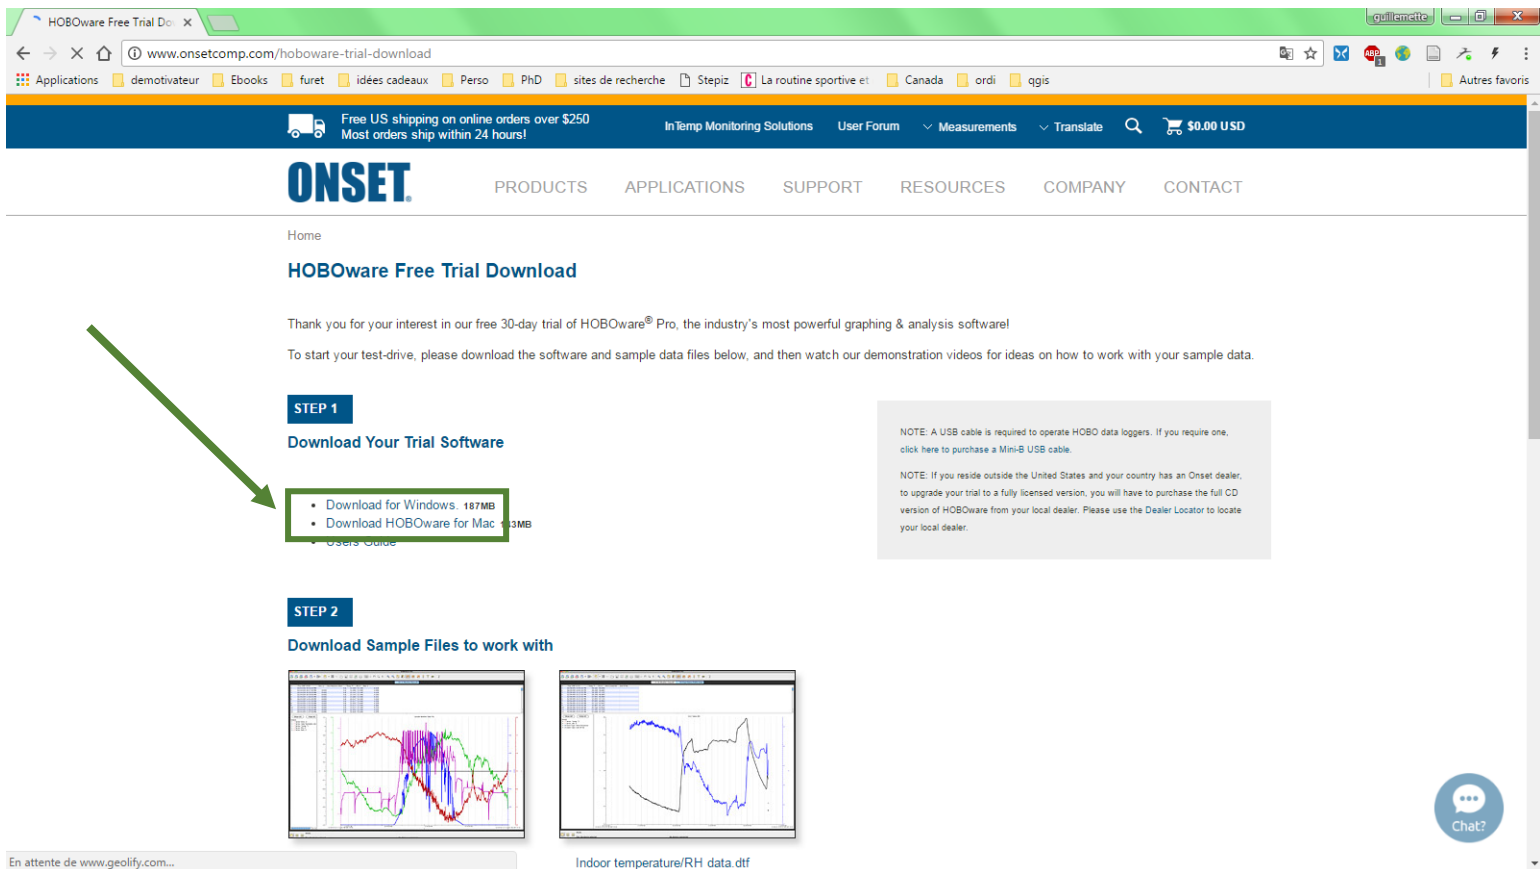 HOBOware Free Trial Do
guillemette
www.onsetcomp.com/hoboware-trial-download
Applications demotivateur Ebooks furet idées cadeaux Perso PhD sites de recherche Stepiz La routine sportive et Canada ordi qgis Autres favoris
Free US shipping on online orders over $250
Most orders ship within 24 hours!
InTemp Monitoring Solutions User Forum Measurements Translate $0.00 USD
ONSET
PRODUCTS APPLICATIONS SUPPORT RESOURCES COMPANY CONTACT
Home
HOBOware Free Trial Download
Thank you for your interest in our free 30-day trial of HOBOware® Pro, the industry's most powerful graphing & analysis software!
To start your test-drive, please download the software and sample data files below, and then watch our demonstration videos for ideas on how to work with your sample data.
STEP 1
Download Your Trial Software
• Download for Windows. 187MB
• Download HOBOware for Mac
• Users Guide
NOTE: A USB cable is required to operate HOBO data loggers. If you require one,
click here to purchase a Mini-B USB cable.
NOTE: If you reside outside the United States and your country has an Onset dealer,
to upgrade your trial to a fully licensed version, you will have to purchase the full CD
version of HOBOware from your local dealer. Please use the Dealer Locator to locate
your local dealer.
STEP 2
Download Sample Files to work with
Indoor temperature/RH data.dtf
Chat?
En attente de www.geolify.com...